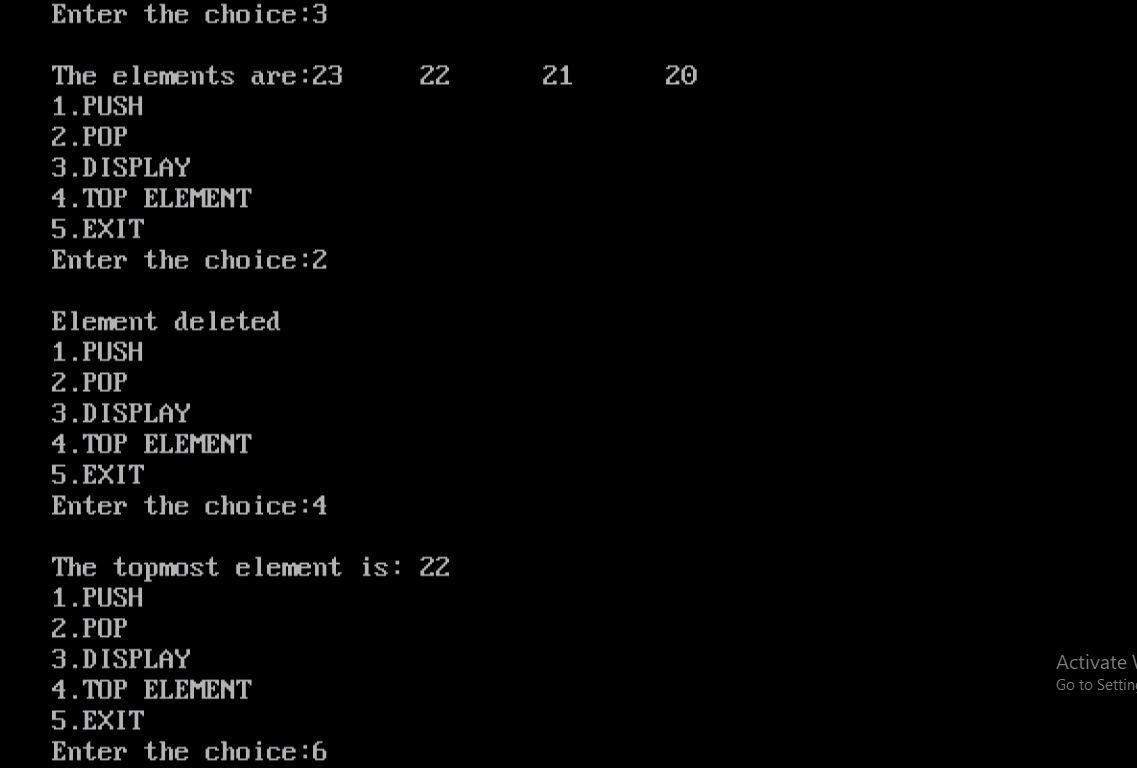 Enter the choice:3
The elements are:23 22 21 20
1.PUSH
2.POP
3.DISPLAY
4.TOP ELEMENT
5.EXIT
Enter the choice:2
Element deleted
1.PUSH
2.POP
3.DISPLAY
4.TOP ELEMENT
5.EXIT
Enter the choice:4
The topmost element is: 22
1.PUSH
2.POP
3.DISPLAY
4.TOP ELEMENT
5.EXIT
Enter the choice:6
Activate
Go to